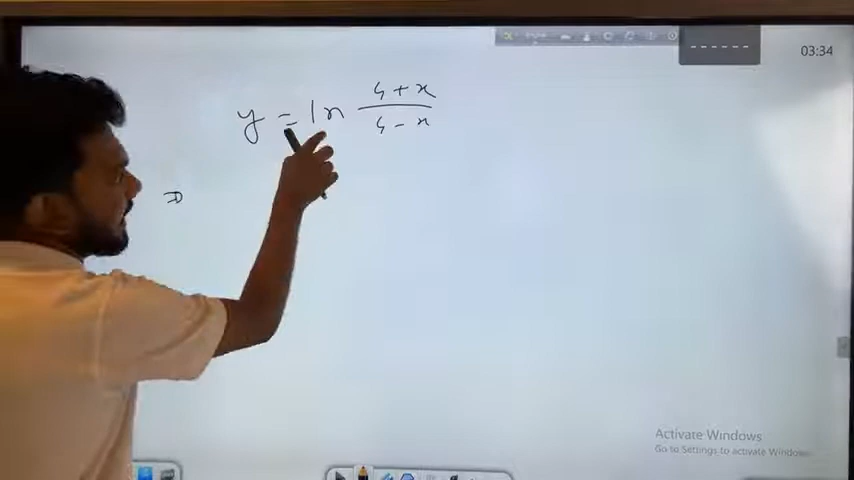 03:34
y = ln (5 + x)/(5 - x)
⇒
Activate Windows
Go to Settings to activate Windows.